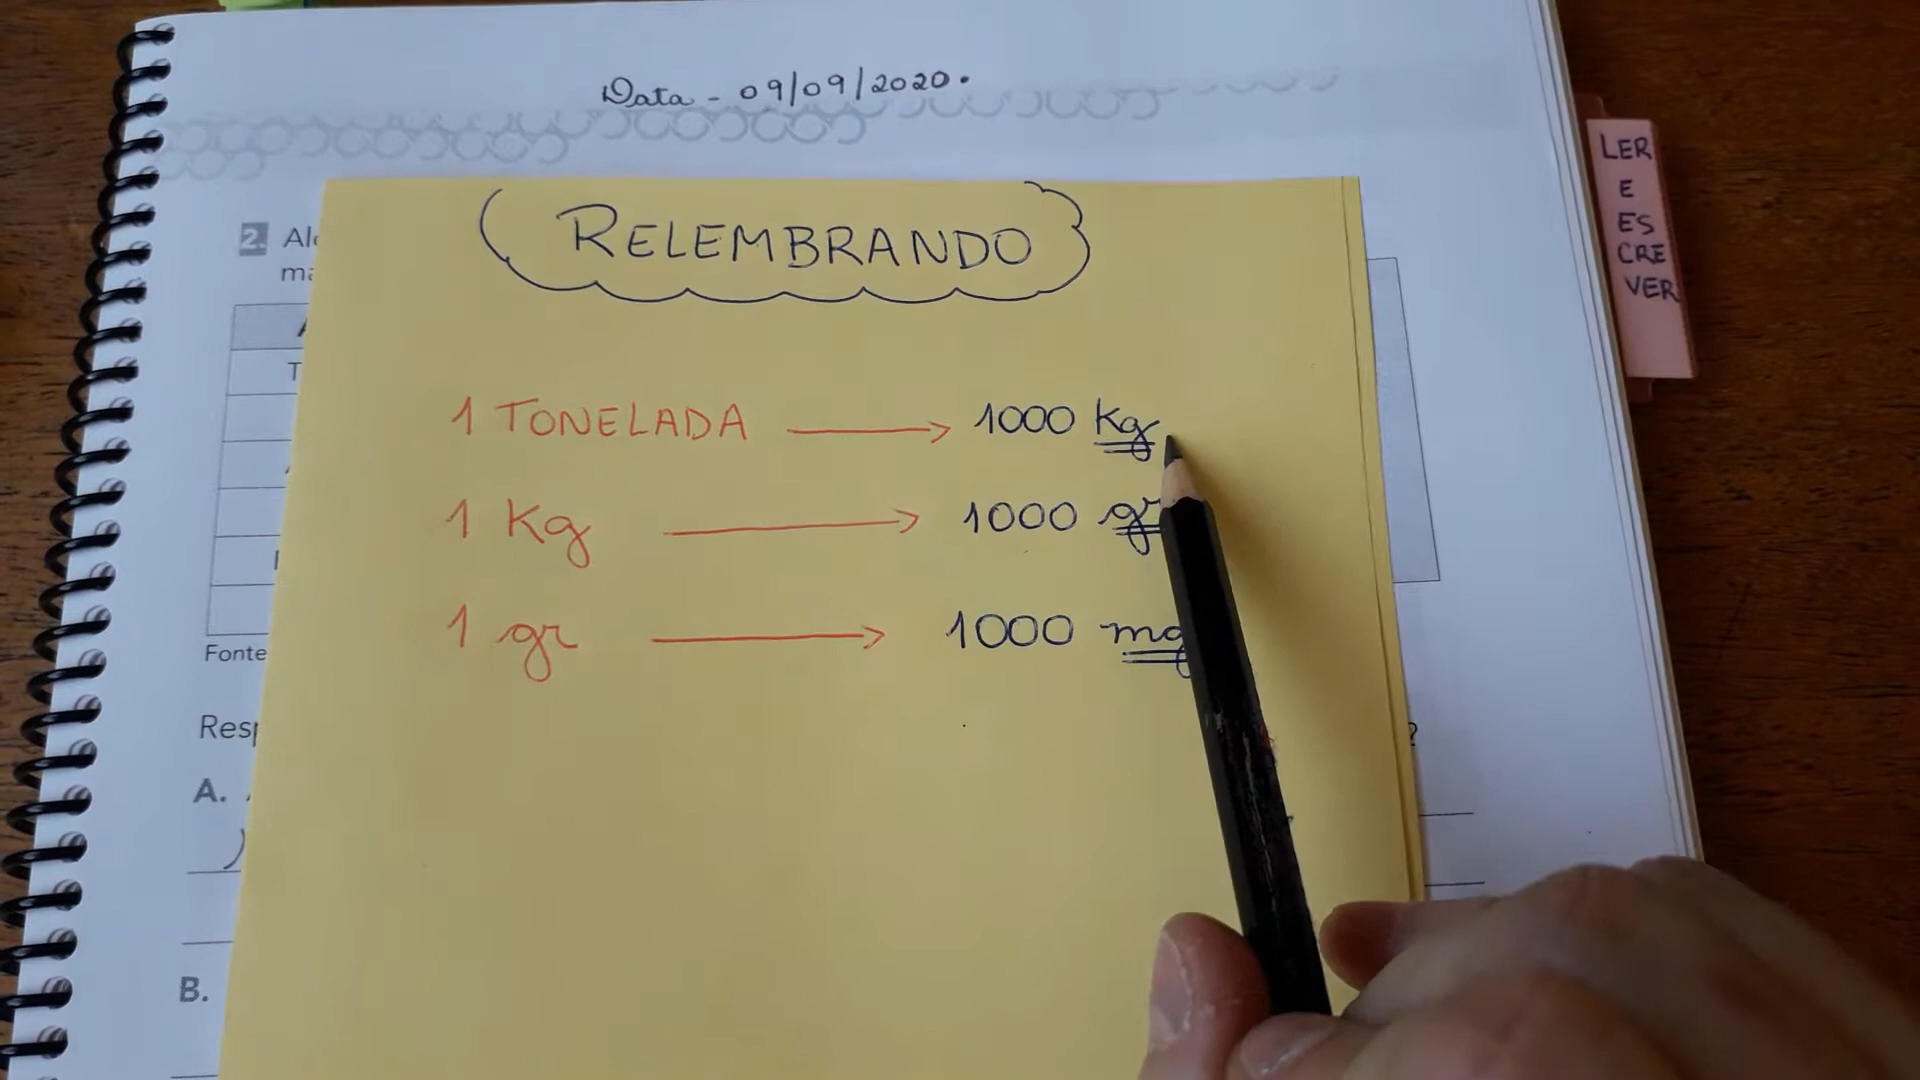 Data - 09/09/2020.
LER
E
ES
CRE
VER
RELEMBRANDO
2.
1 TONELADA → 1000 Kg
1 Kg → 1000 gr
1 gr → 1000 mg
Fonte
A.
B.